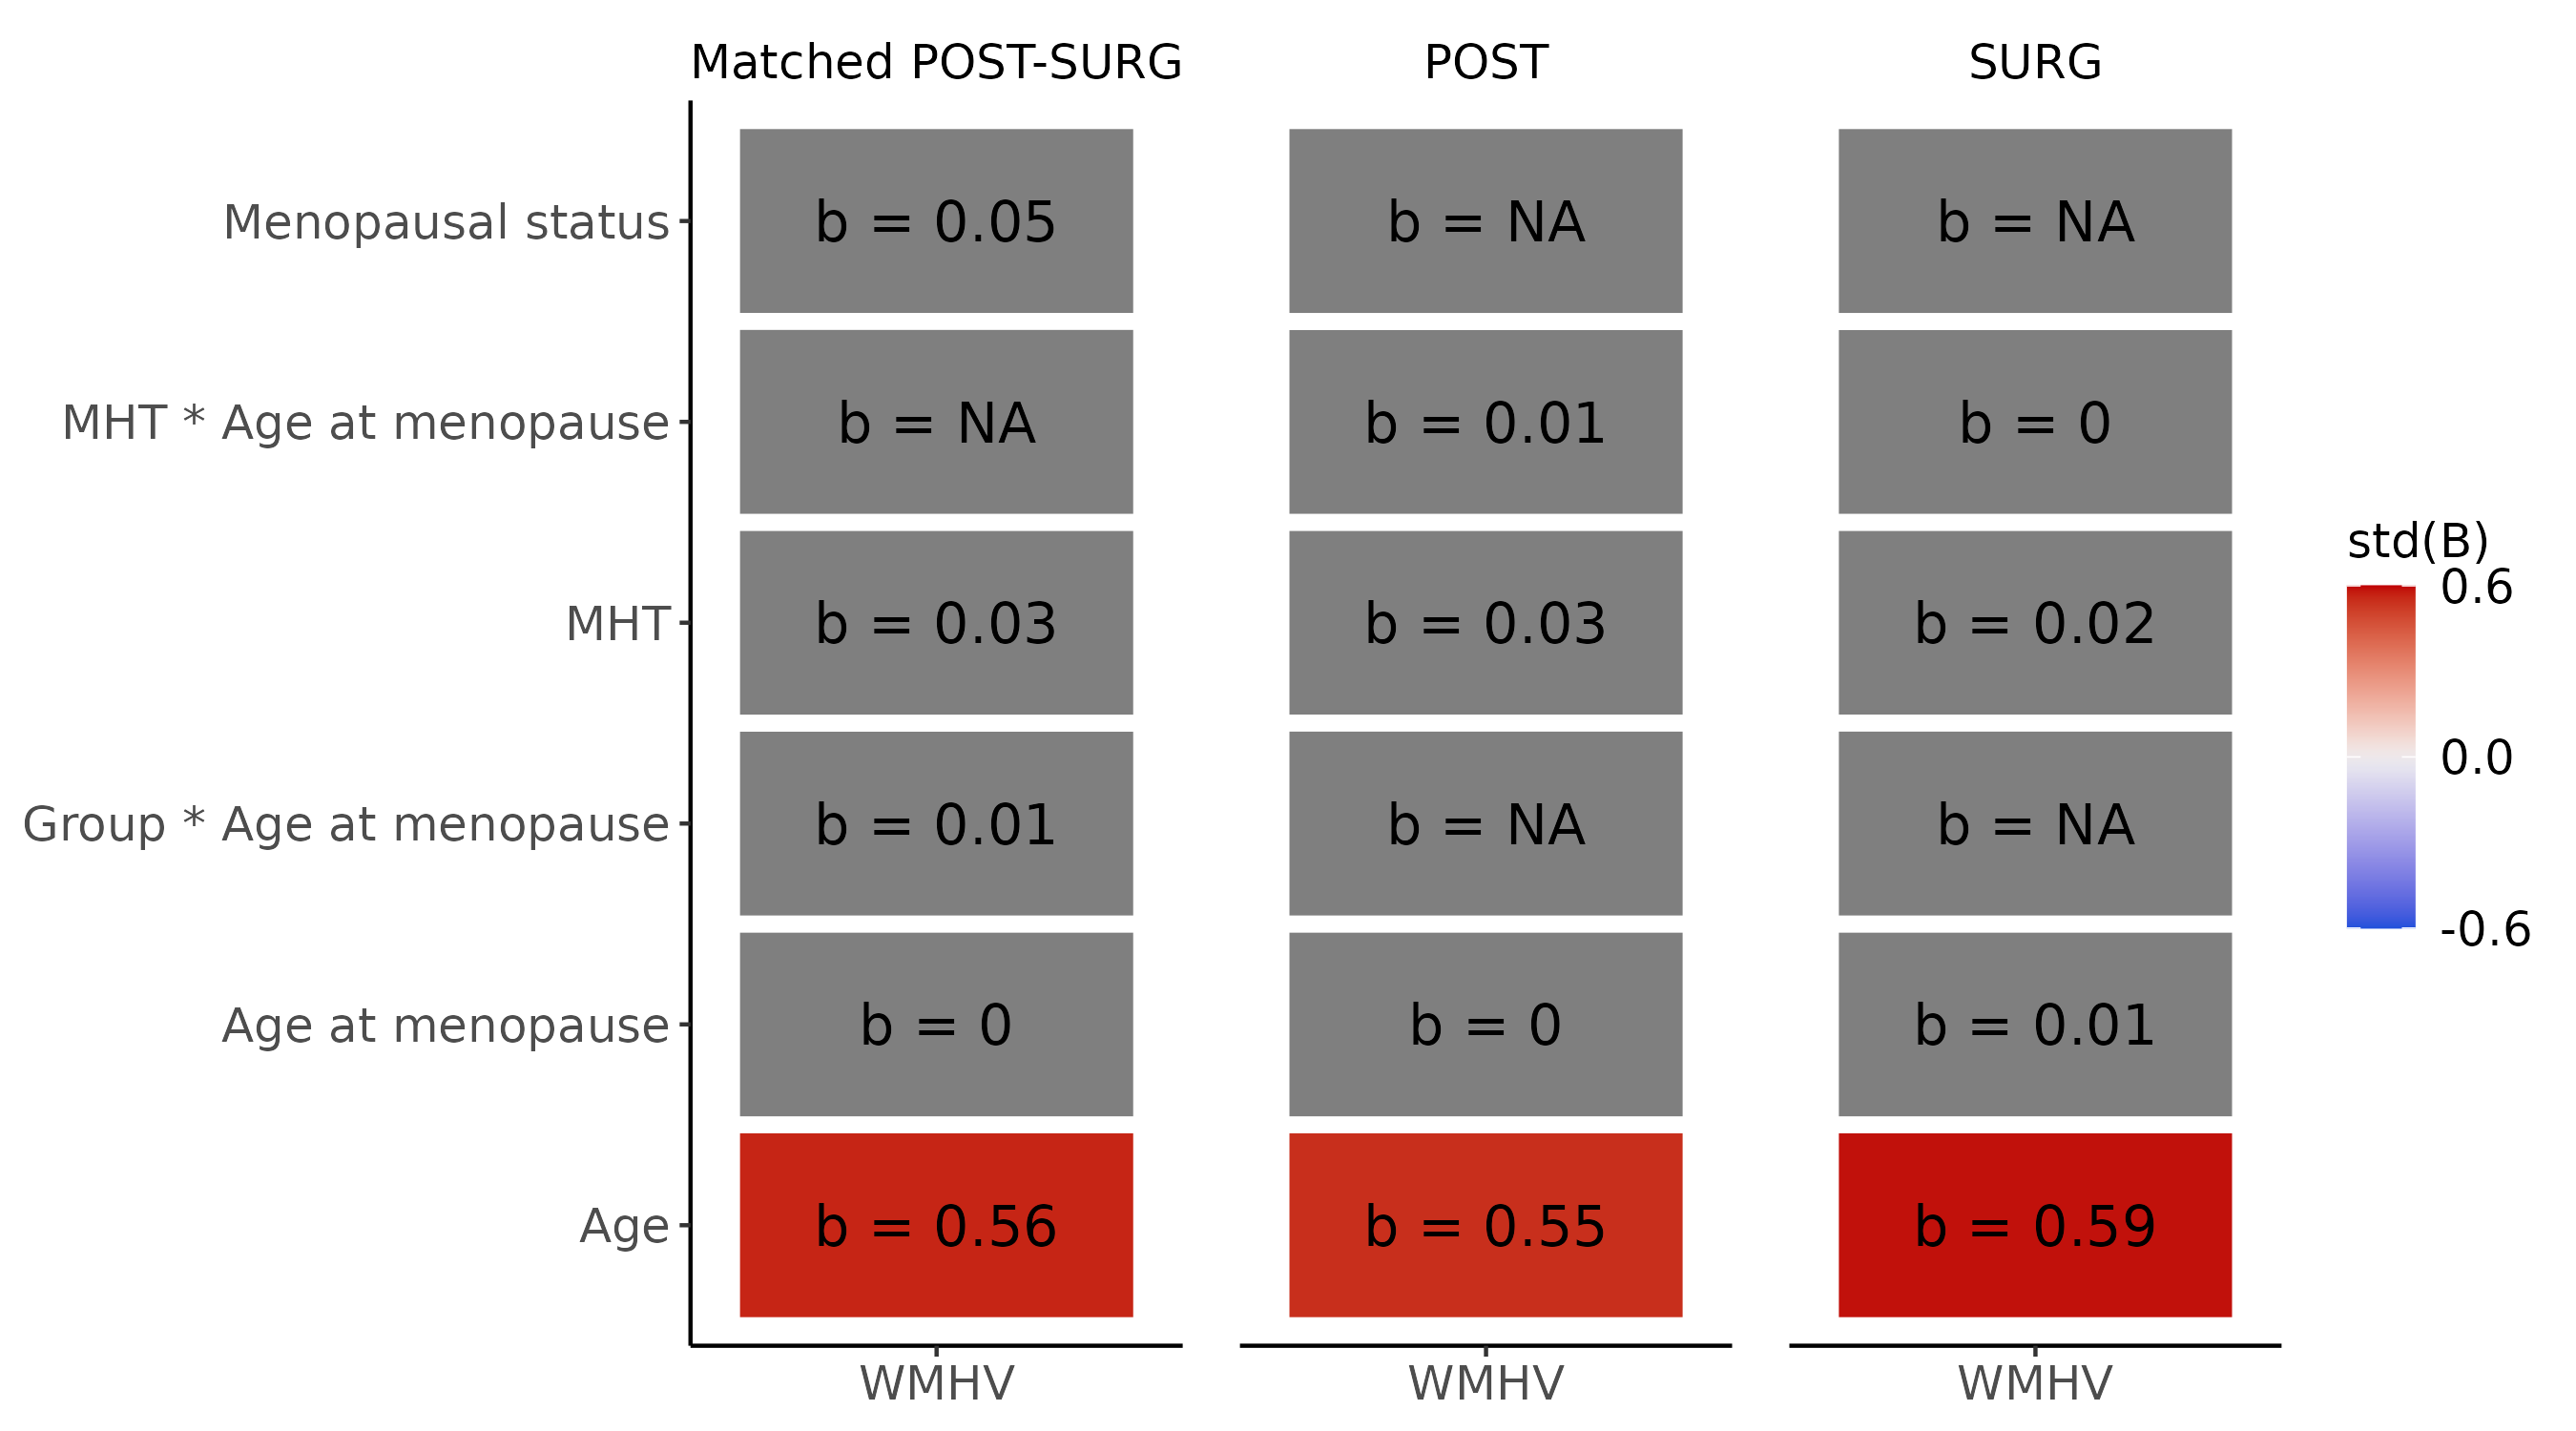 Matched POST-SURG POST SURG
Menopausal status b = 0.05 b = NA b = NA
MHT * Age at menopause b = NA b = 0.01 b = 0
MHT b = 0.03 b = 0.03 b = 0.02
Group * Age at menopause b = 0.01 b = NA b = NA
Age at menopause b = 0 b = 0 b = 0.01
Age b = 0.56 b = 0.55 b = 0.59
WMHV WMHV WMHV
std(B)
0.6
0.0
-0.6